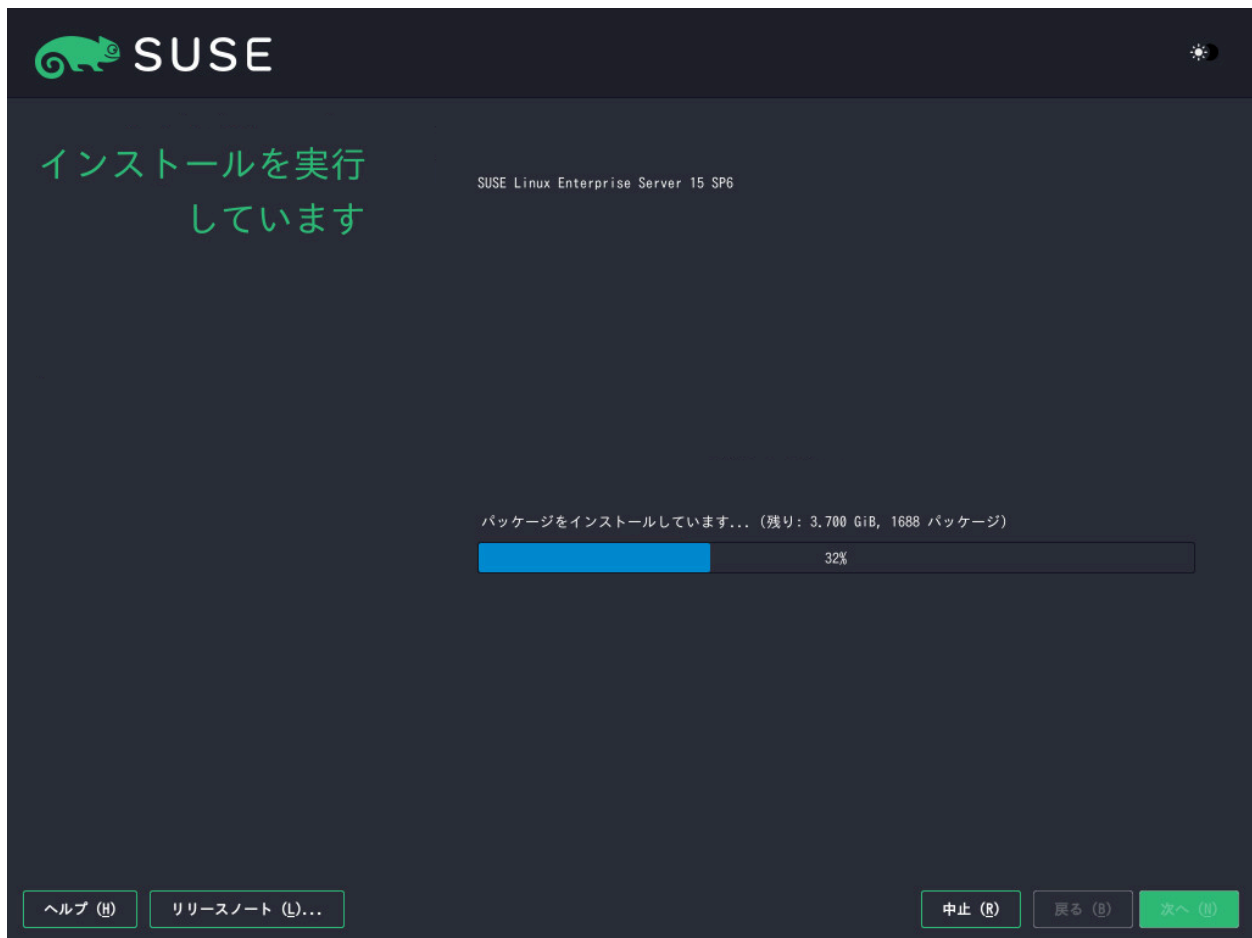 SUSE
インストールを実行
しています
SUSE Linux Enterprise Server 15 SP6
パッケージをインストールしています... (残り: 3.700 GiB, 1688 パッケージ)
32%
ヘルプ (H) リリースノート (L)... 中止 (R) 戻る (B) 次へ (N)